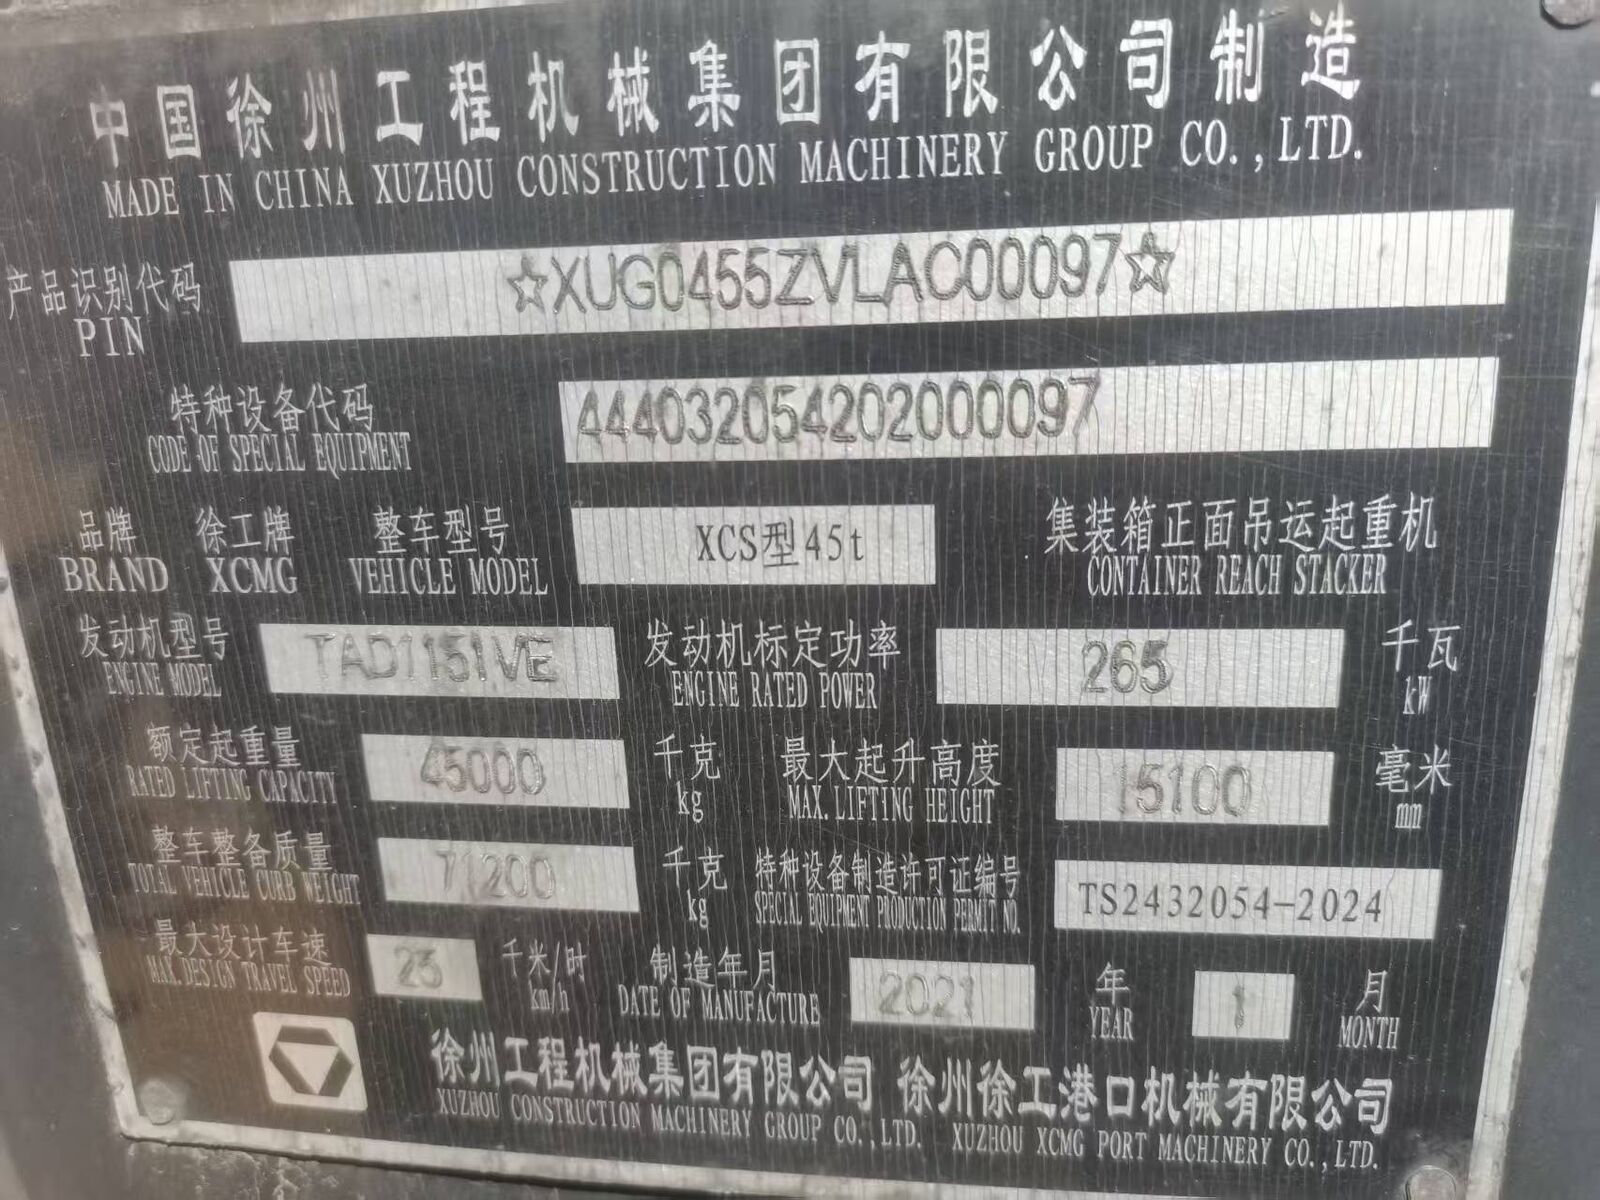 中国徐州工程机械集团有限公司制造
MADE IN CHINA XUZHOU CONSTRUCTION MACHINERY GROUP CO.,LTD.
产品识别代码 ☆XUG0455ZVLAC00097☆
PIN
特种设备代码 444032054202000097
CODE OF SPECIAL EQUIPMENT
品牌 徐工牌 整车型号 XCS型45t 集装箱正面吊运起重机
BRAND XCMG VEHICLE MODEL CONTAINER REACH STACKER
发动机型号 TAD1151VE 发动机标定功率 265 千瓦
ENGINE MODEL ENGINE RATED POWER kW
额定起重量 45000 千克 最大起升高度 15100 毫米
RATED LIFTING CAPACITY kg MAX. LIFTING HEIGHT mm
整车整备质量 71200 千克 特种设备制造许可证编号 TS2432054-2024
TOTAL VEHICLE CURB WEIGHT kg SPECIAL EQUIPMENT PRODUCTION PERMIT NO.
最大设计车速 25 千米/时 制造年月 2021 年 1 月
MAX. DESIGN TRAVEL SPEED km/h DATE OF MANUFACTURE YEAR MONTH
徐州工程机械集团有限公司 徐州徐工港口机械有限公司
XUZHOU CONSTRUCTION MACHINERY GROUP CO.,LTD. XUZHOU XCMG PORT MACHINERY CO.,LTD.